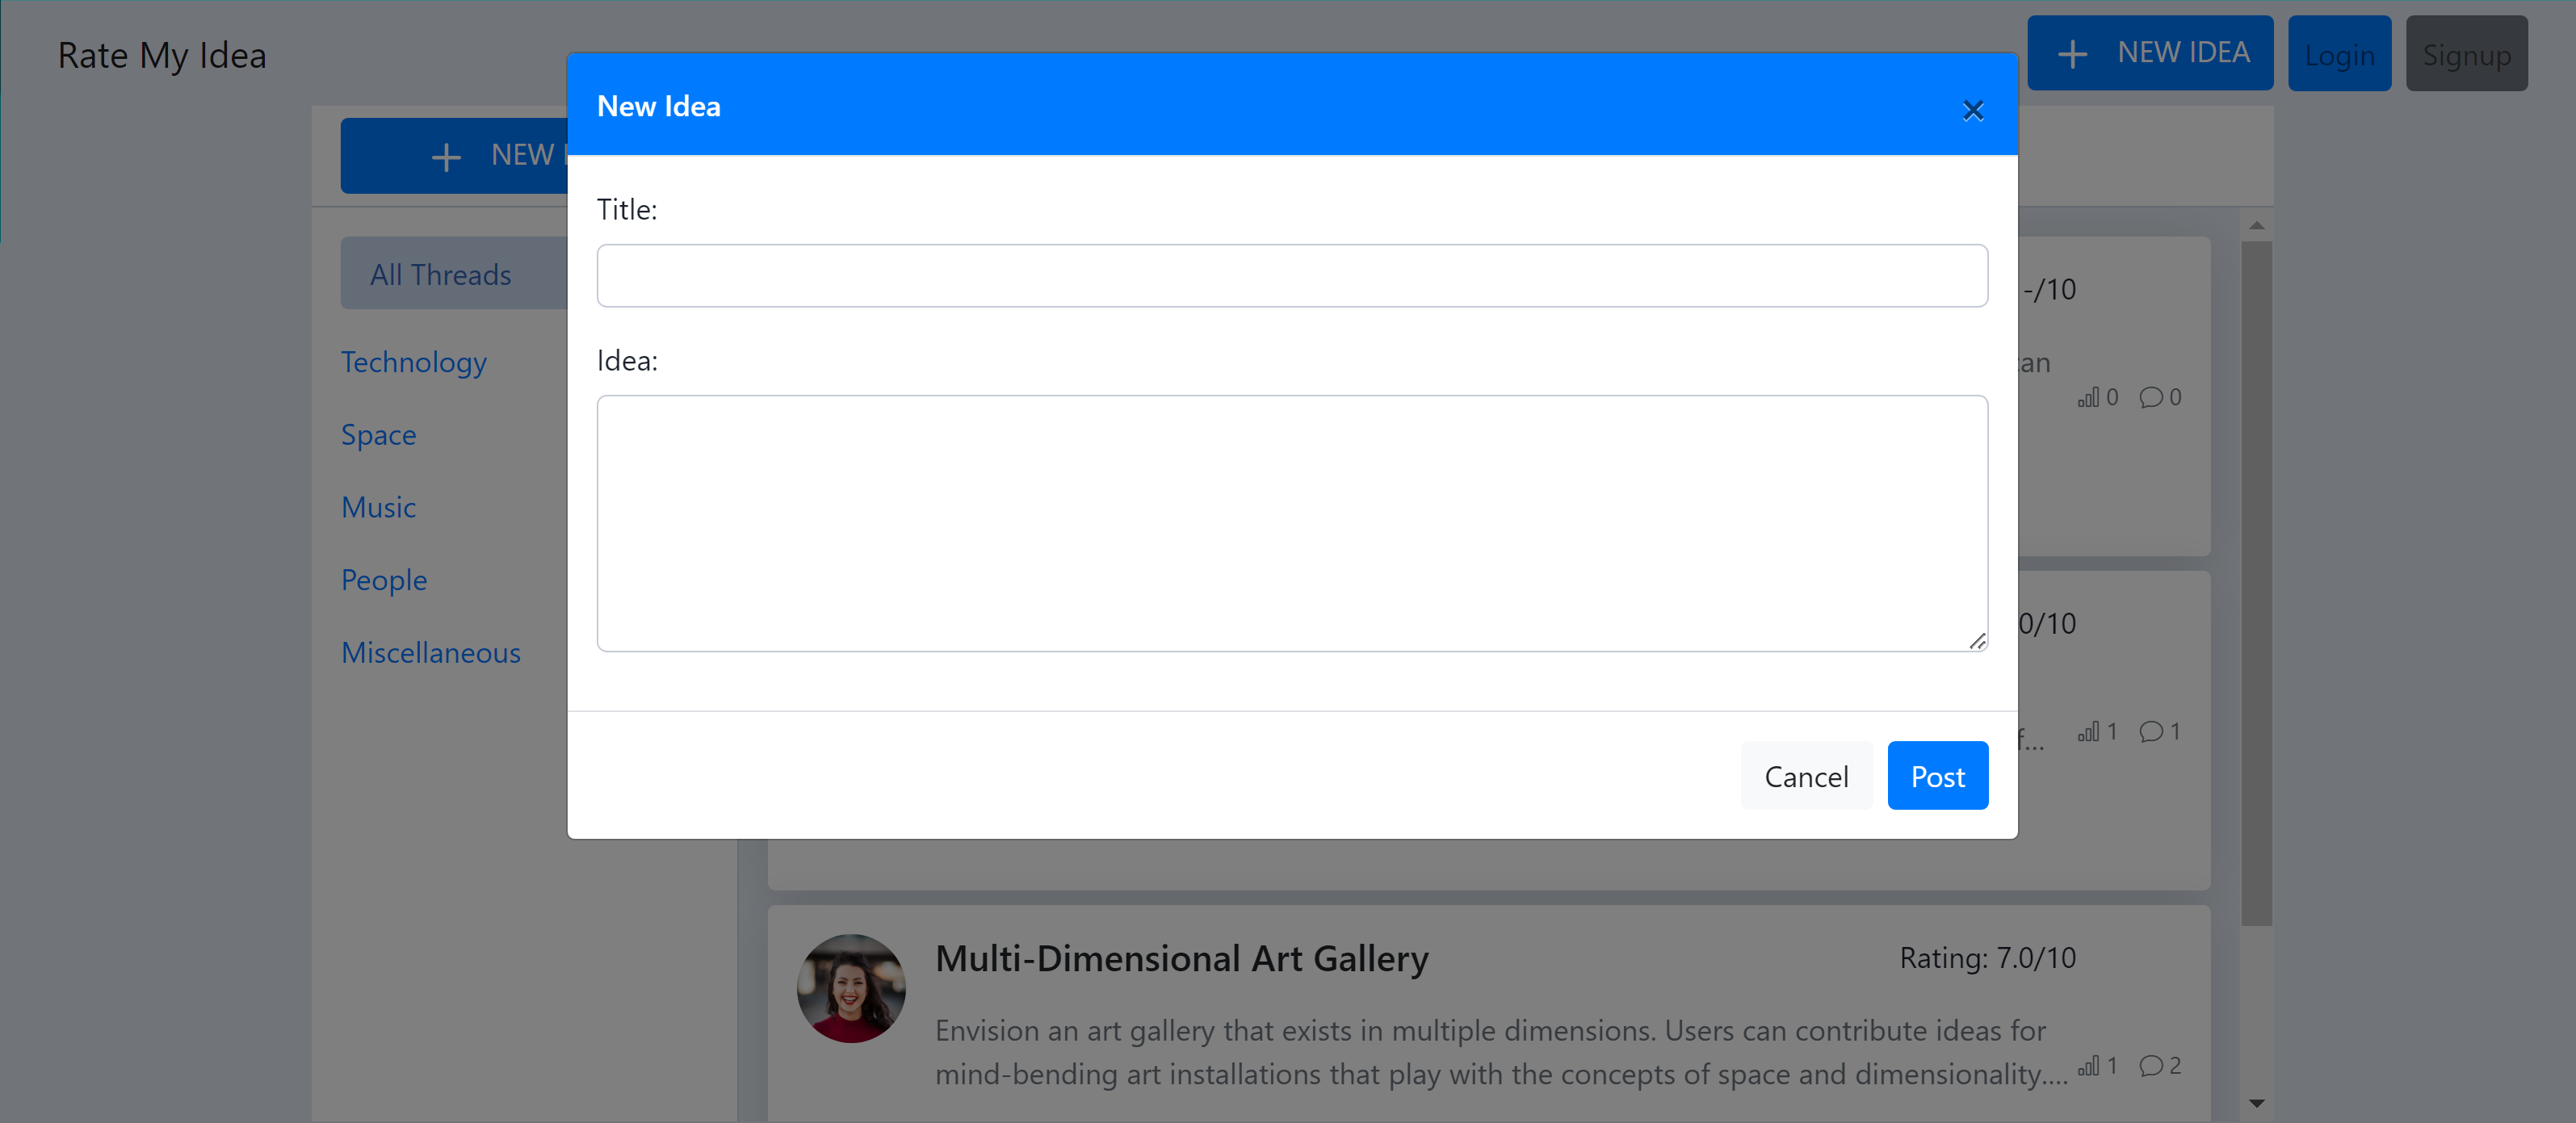 Rate My Idea
NEW IDEA
Login
Signup
NEW
New Idea
×
Title:
Idea:
Cancel
Post
All Threads
Technology
Space
Music
People
Miscellaneous
-/10
can
0 0
0/10
f...
1 1
Multi-Dimensional Art Gallery
Rating: 7.0/10
Envision an art gallery that exists in multiple dimensions. Users can contribute ideas for
mind-bending art installations that play with the concepts of space and dimensionality....
1 2